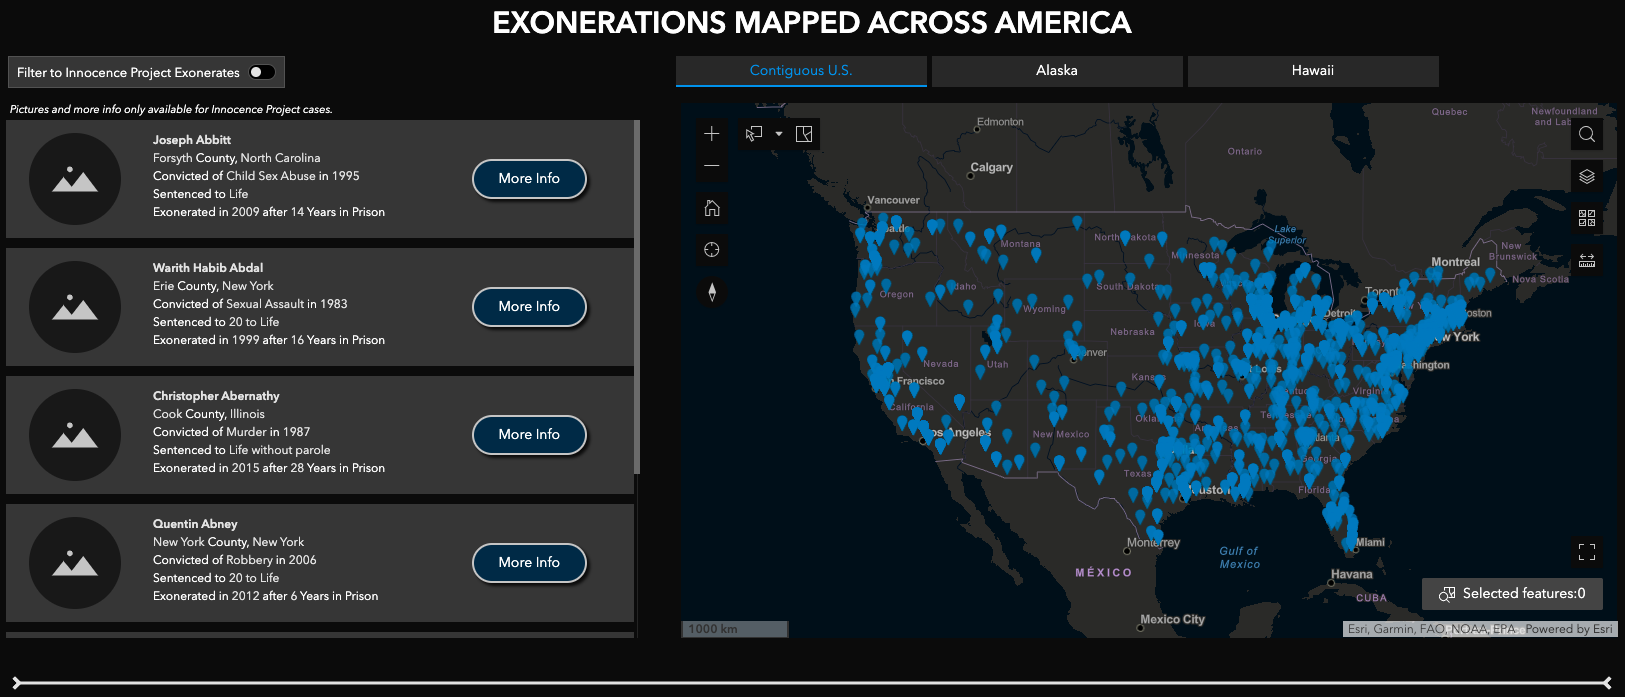 EXONERATIONS MAPPED ACROSS AMERICA
Filter to Innocence Project Exonerates
Pictures and more info only available for Innocence Project cases.
Joseph Abbitt
Forsyth County, North Carolina
Convicted of Child Sex Abuse in 1995
Sentenced to Life
Exonerated in 2009 after 14 Years in Prison
More Info
Warith Habib Abdal
Erie County, New York
Convicted of Sexual Assault in 1983
Sentenced to 20 to Life
Exonerated in 1999 after 16 Years in Prison
More Info
Christopher Abernathy
Cook County, Illinois
Convicted of Murder in 1987
Sentenced to Life without parole
Exonerated in 2015 after 28 Years in Prison
More Info
Quentin Abney
New York County, New York
Convicted of Robbery in 2006
Sentenced to 20 to Life
Exonerated in 2012 after 6 Years in Prison
More Info
Contiguous U.S.
Alaska
Hawaii
Edmonton
Calgary
Vancouver
Ontario
Quebec
Newfoundland
and Lab
Lake
Superior
Montreal
New
Brunswick
Nova Scotia
Montana
North Dakota
Minnesota
Oregon
Idaho
Wyoming
South Dakota
Toronto
Detroit
Boston
New York
Washington
Nebraska
Iowa
Nevada
Utah
Denver
Kansas
St Louis
Virginia
San Francisco
California
Los Angeles
New Mexico
Texas
Georgia
Florida
Houston
Miami
Monterrey
MÉXICO
Gulf of
Mexico
Havana
CUBA
Mexico City
Selected features:0
1000 km
Esri, Garmin, FAO, NOAA, EPA
Powered by Esri